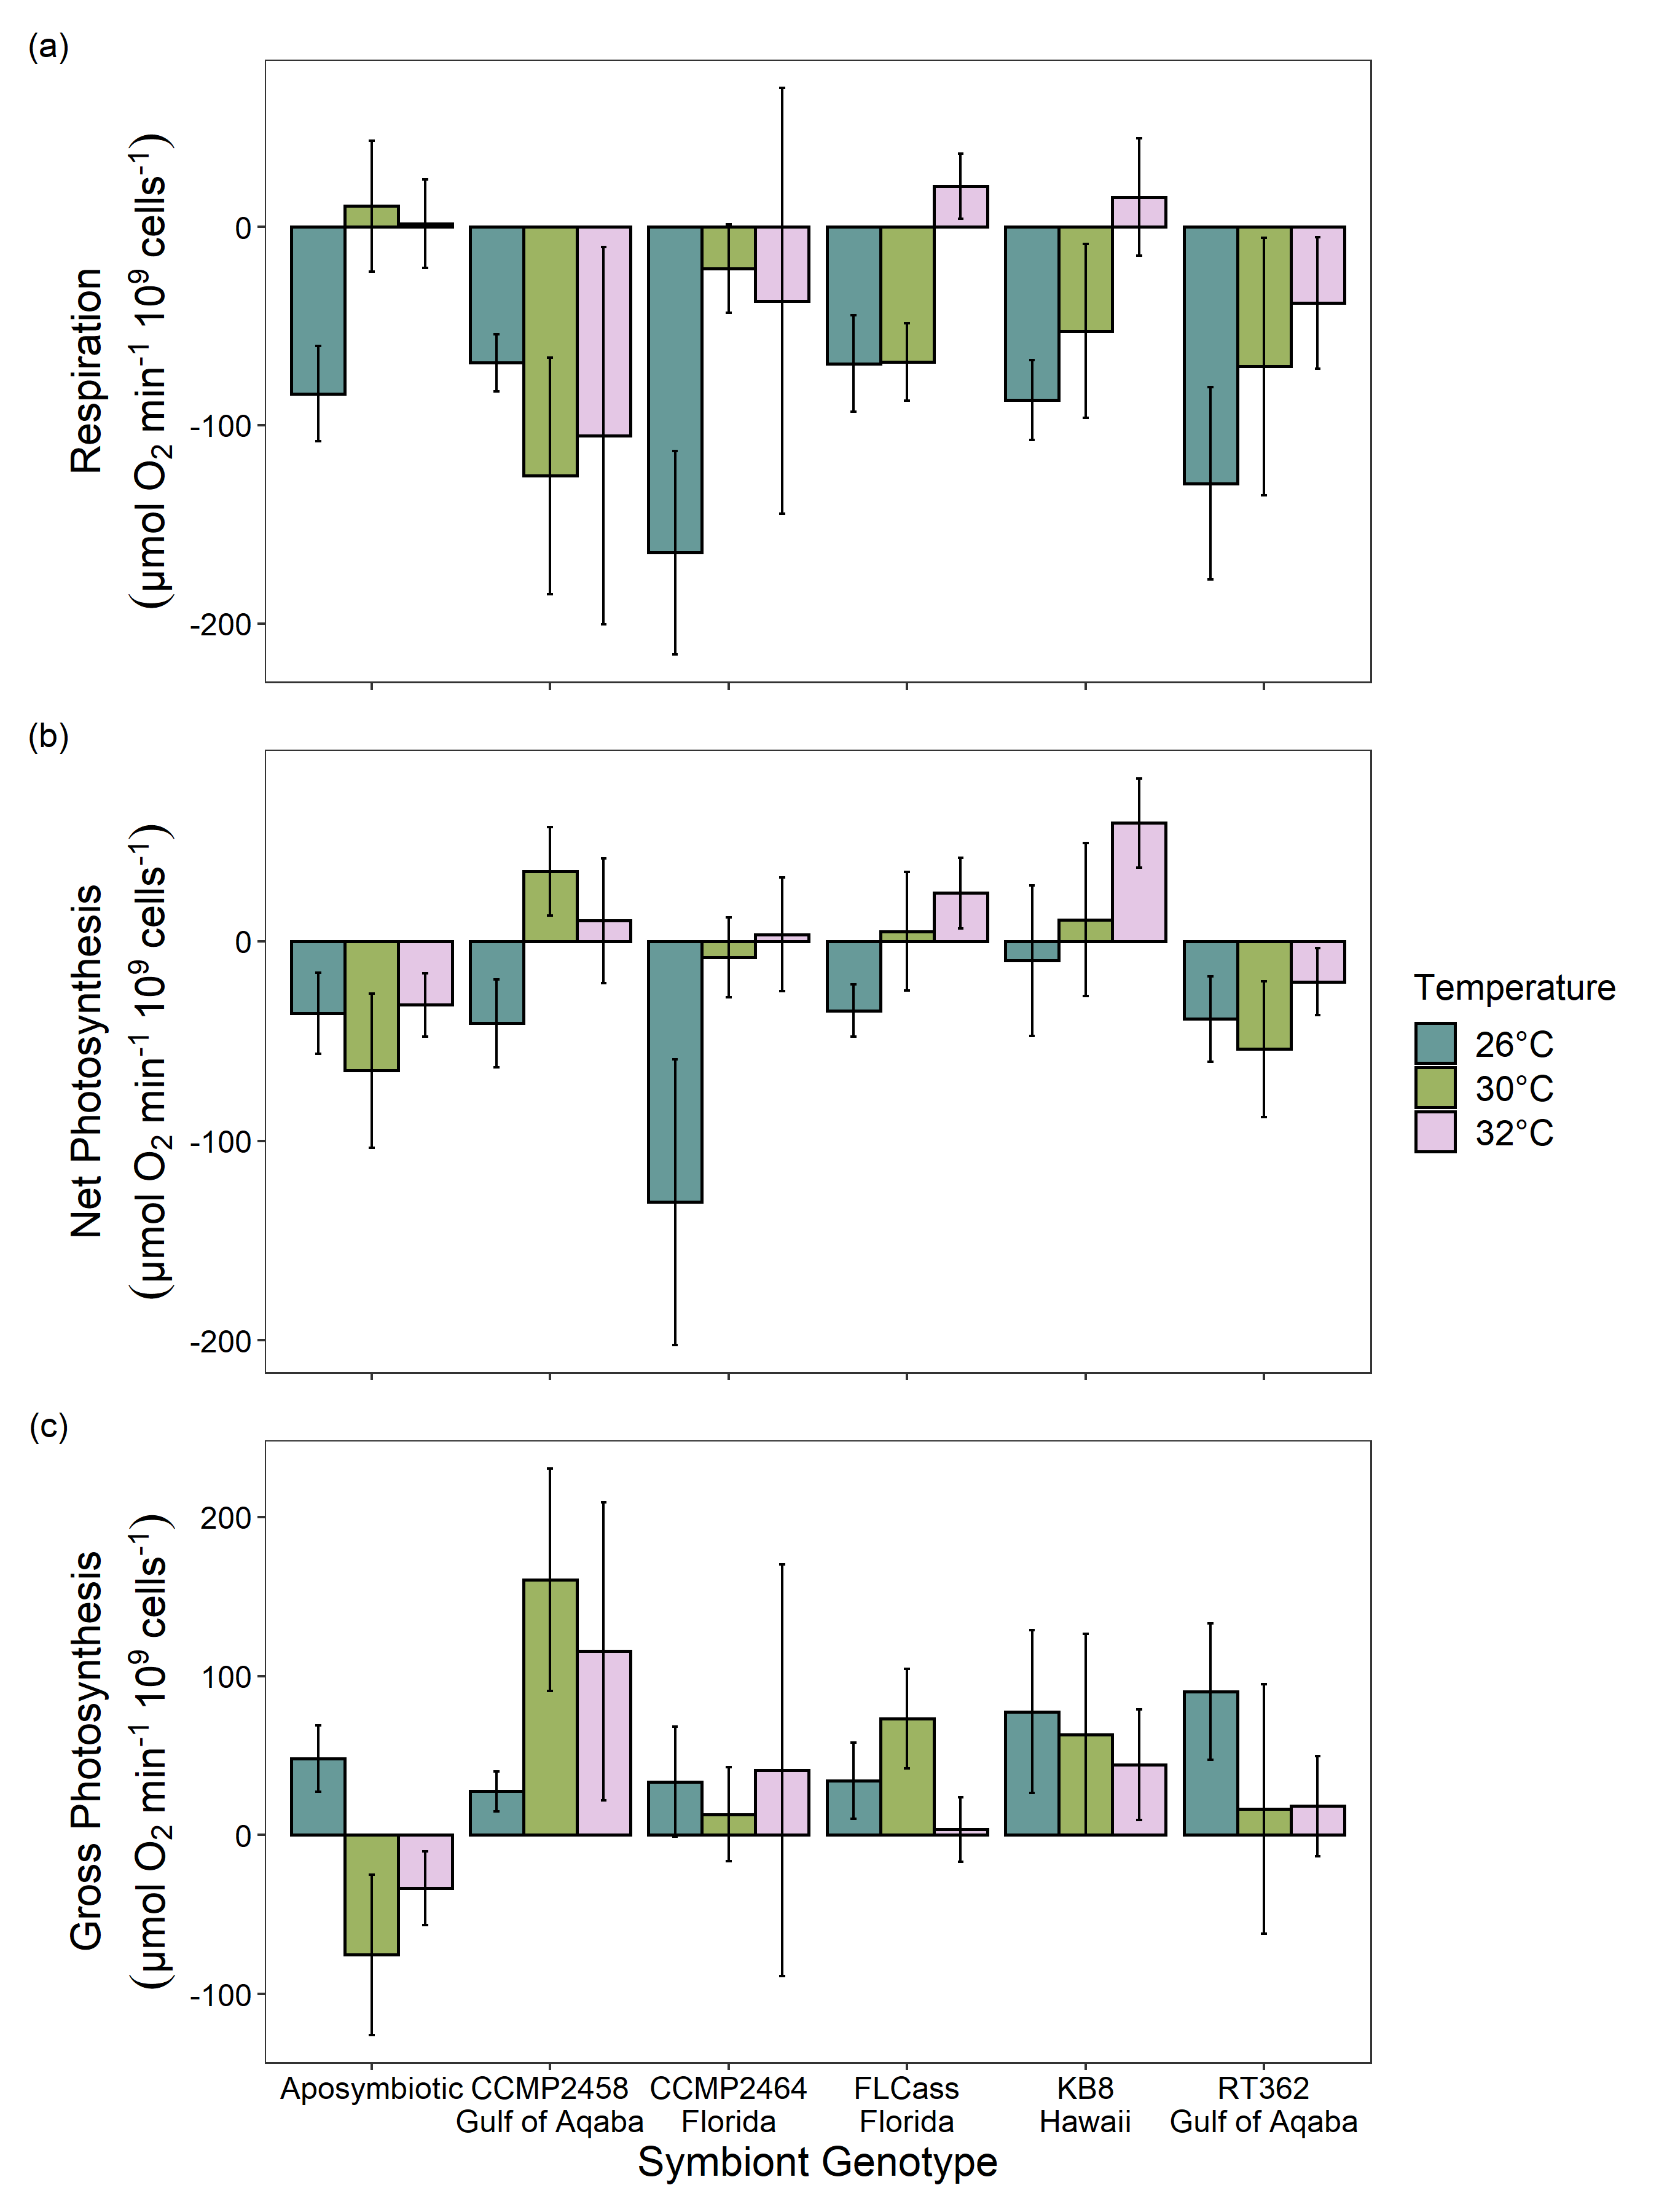 (a)
Respiration
(µmol O₂ min⁻¹ 10⁹ cells⁻¹)
0
-100
-200
(b)
Net Photosynthesis
(µmol O₂ min⁻¹ 10⁹ cells⁻¹)
0
-100
-200
Temperature
26°C
30°C
32°C
(c)
Gross Photosynthesis
(µmol O₂ min⁻¹ 10⁹ cells⁻¹)
200
100
0
-100
Aposymbiotic CCMP2458 CCMP2464 FLCass KB8 RT362
Gulf of Aqaba Florida Florida Hawaii Gulf of Aqaba
Symbiont Genotype